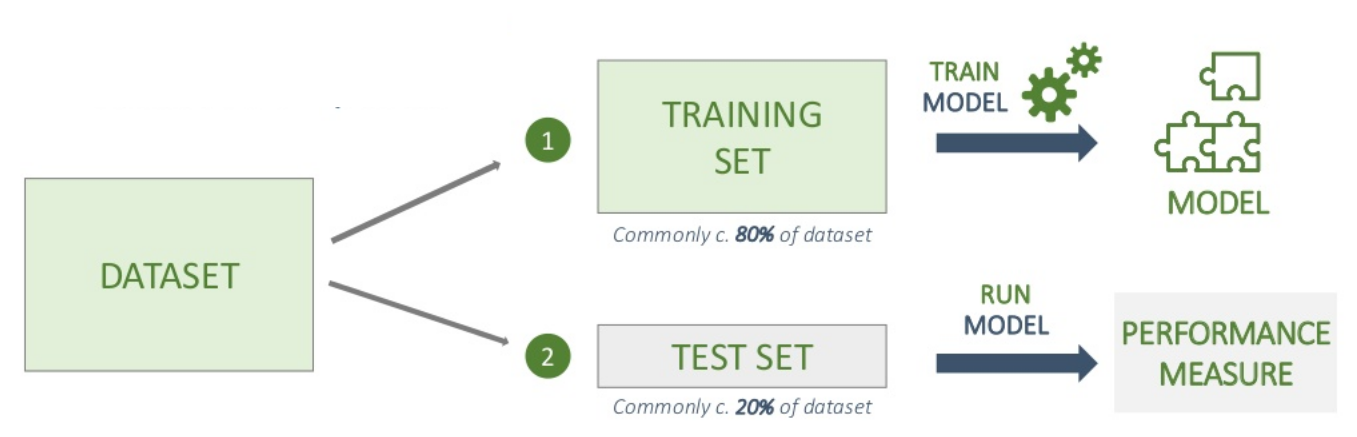 DATASET
1
TRAINING
SET
Commonly c. 80% of dataset
TRAIN
MODEL
MODEL
2
TEST SET
Commonly c. 20% of dataset
RUN
MODEL
PERFORMANCE
MEASURE